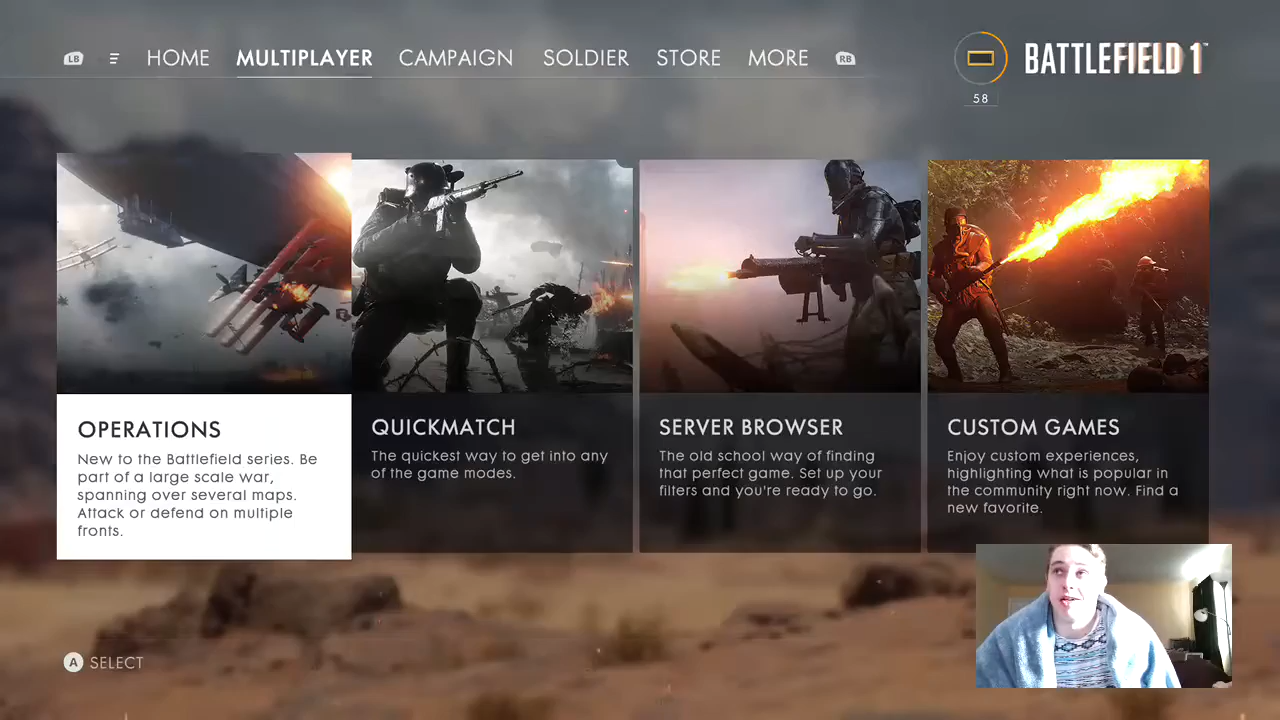 LB HOME MULTIPLAYER CAMPAIGN SOLDIER STORE MORE RB
BATTLEFIELD 1™
58
OPERATIONS
New to the Battlefield series. Be
part of a large scale war,
spanning over several maps.
Attack or defend on multiple
fronts.
QUICKMATCH
The quickest way to get into any
of the game modes.
SERVER BROWSER
The old school way of finding
that perfect game. Set up your
filters and you're ready to go.
CUSTOM GAMES
Enjoy custom experiences,
highlighting what is popular in
the community right now. Find a
new favorite.
A SELECT